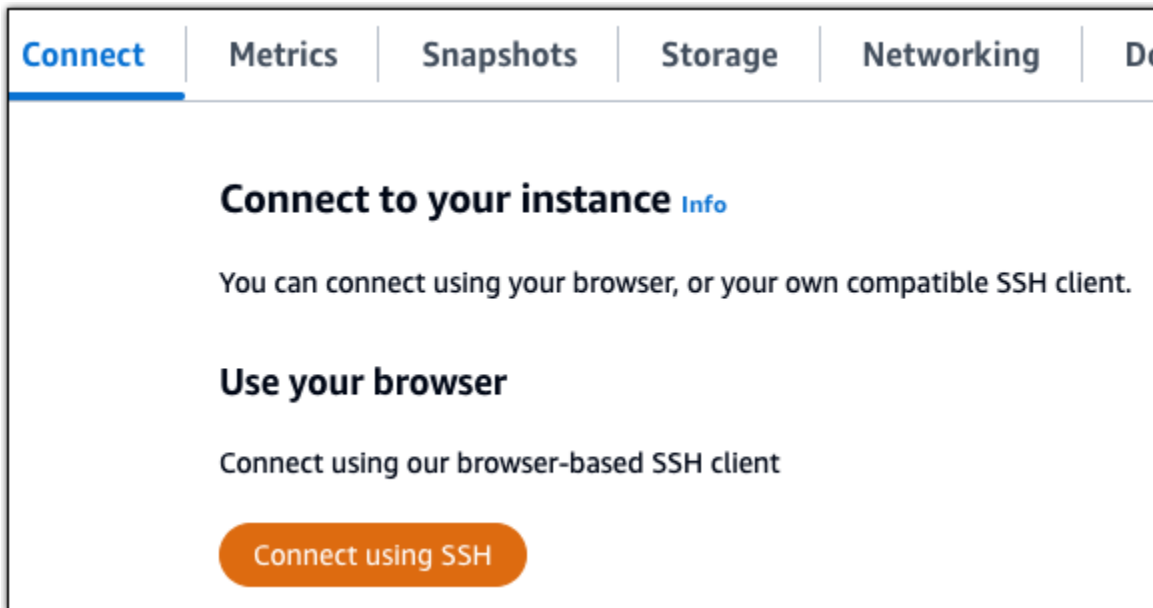 Connect Metrics Snapshots Storage Networking
Connect to your instance Info
You can connect using your browser, or your own compatible SSH client.
Use your browser
Connect using our browser-based SSH client
Connect using SSH